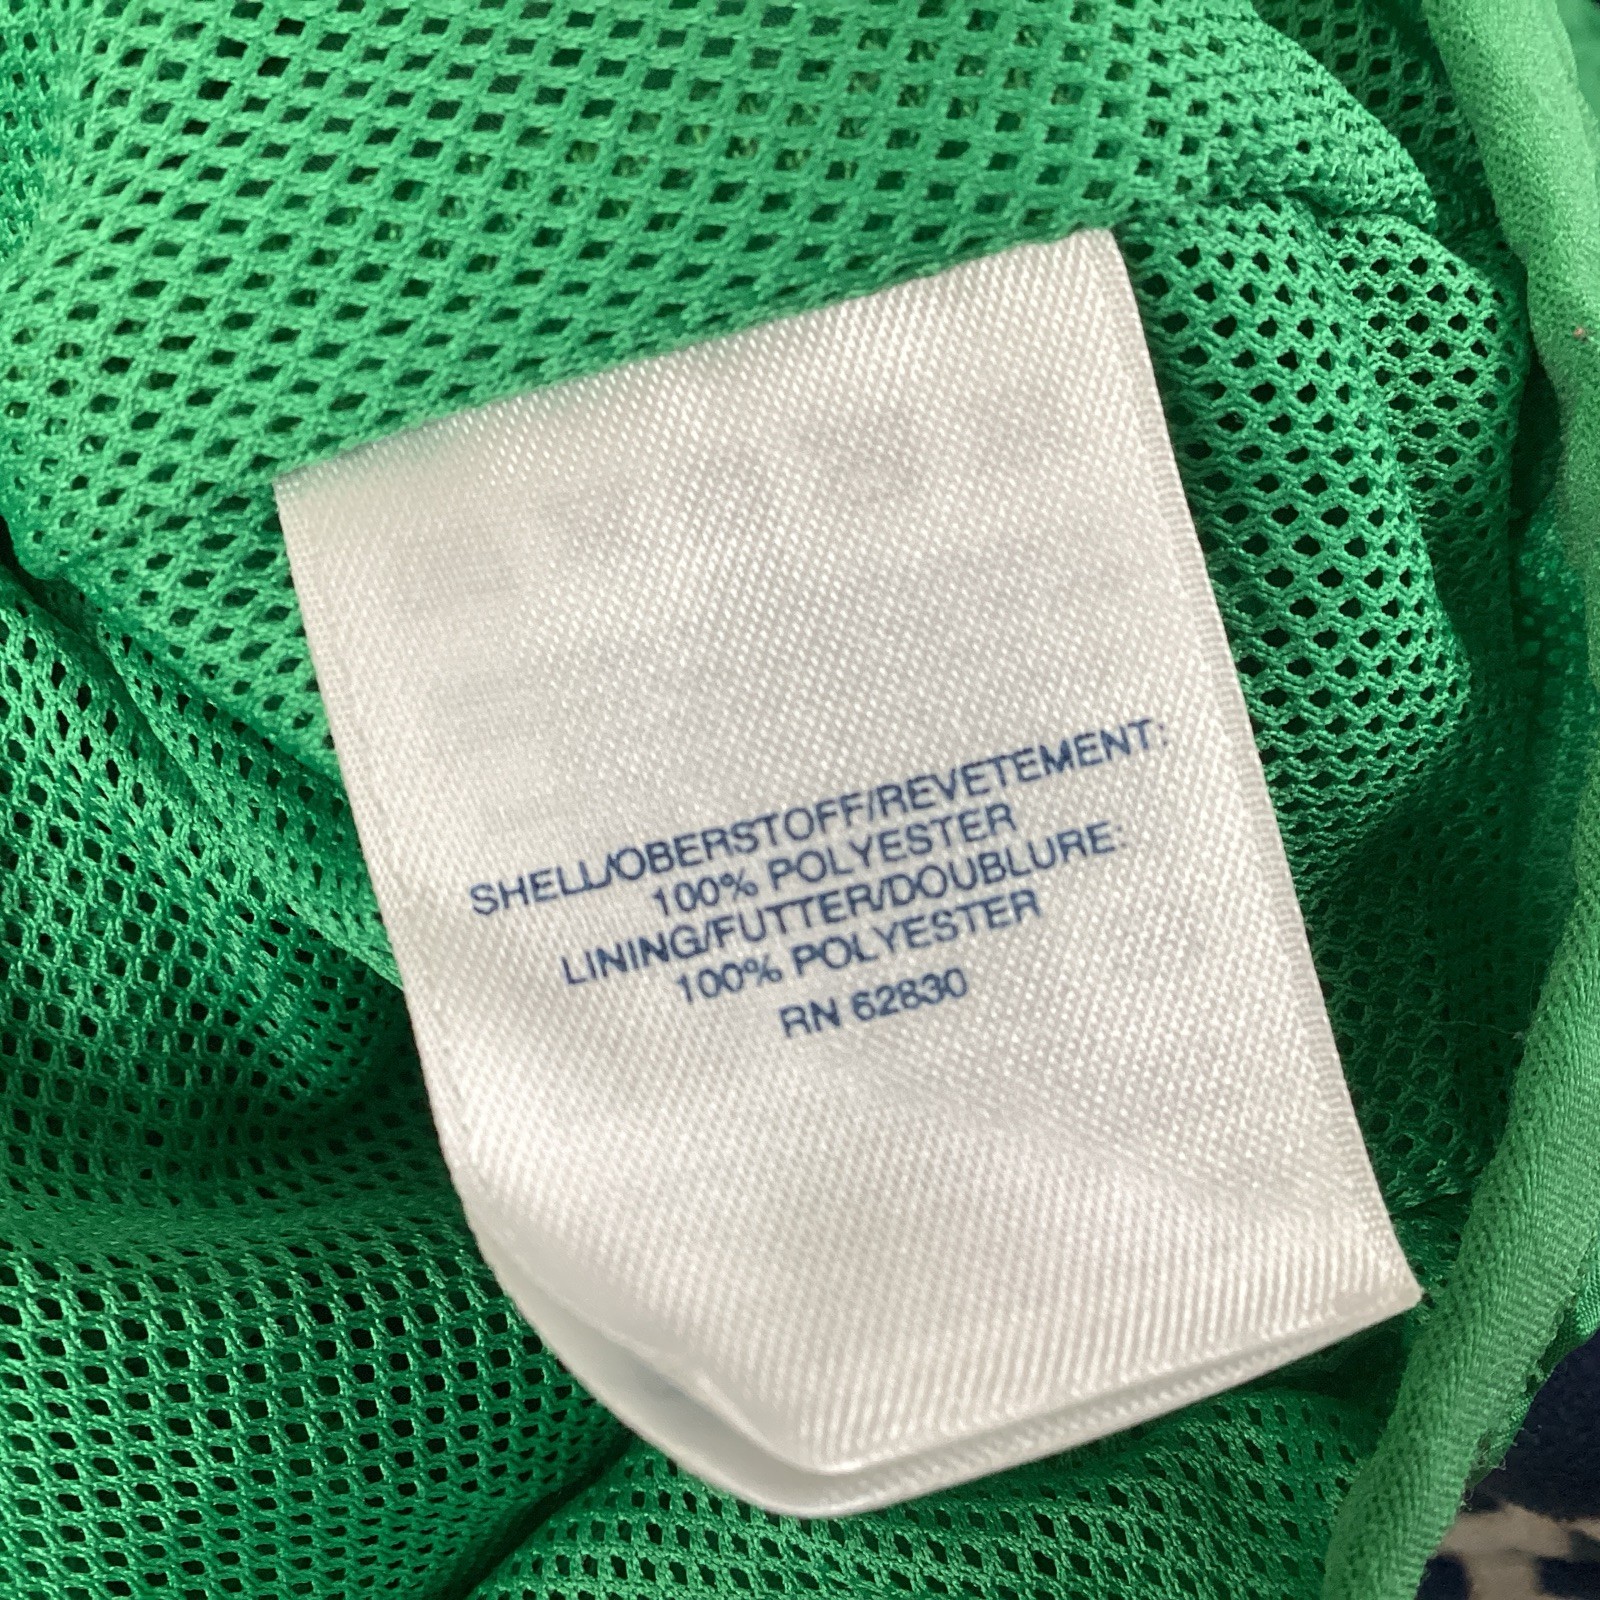 SHELL/OBERSTOFF/REVETEMENT:
100% POLYESTER
LINING/FUTTER/DOUBLURE:
100% POLYESTER
RN 62830